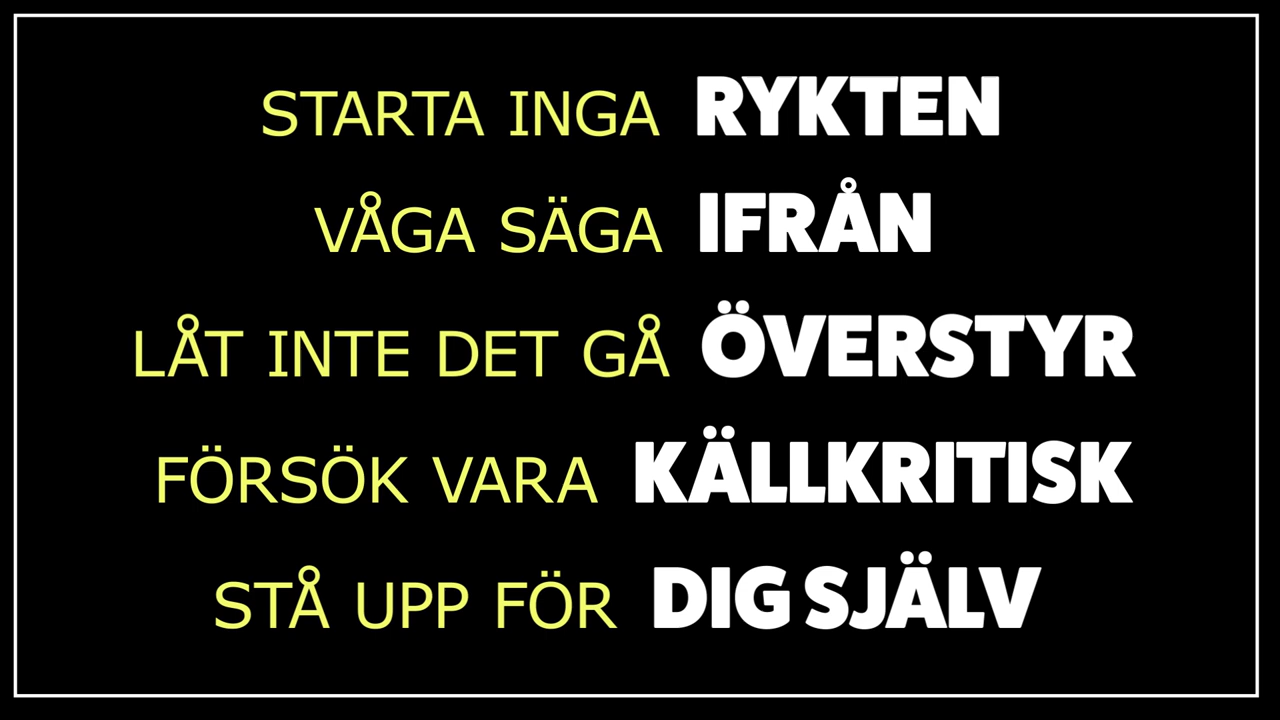 STARTA INGA RYKTEN
VÅGA SÄGA IFRÅN
LÅT INTE DET GÅ ÖVERSTYR
FÖRSÖK VARA KÄLLKRITISK
STÅ UPP FÖR DIG SJÄLV